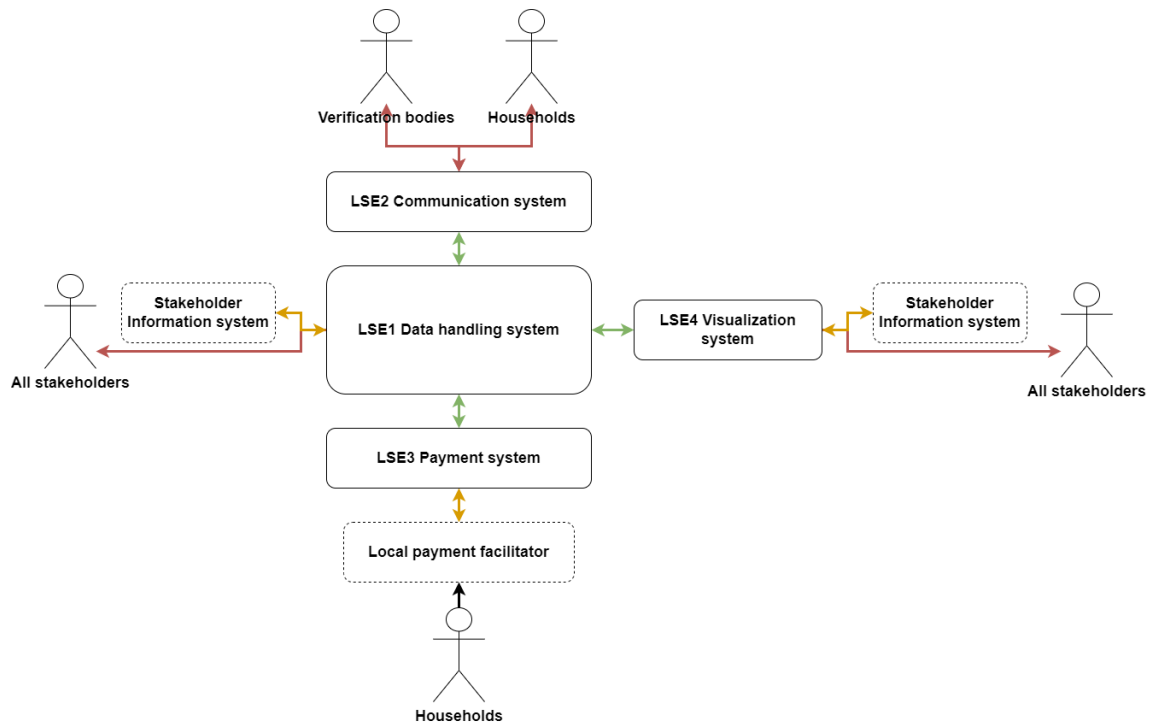 Verification bodies
Households
LSE2 Communication system
Stakeholder
Information system
All stakeholders
LSE1 Data handling system
LSE4 Visualization
system
Stakeholder
Information system
All stakeholders
LSE3 Payment system
Local payment facilitator
Households